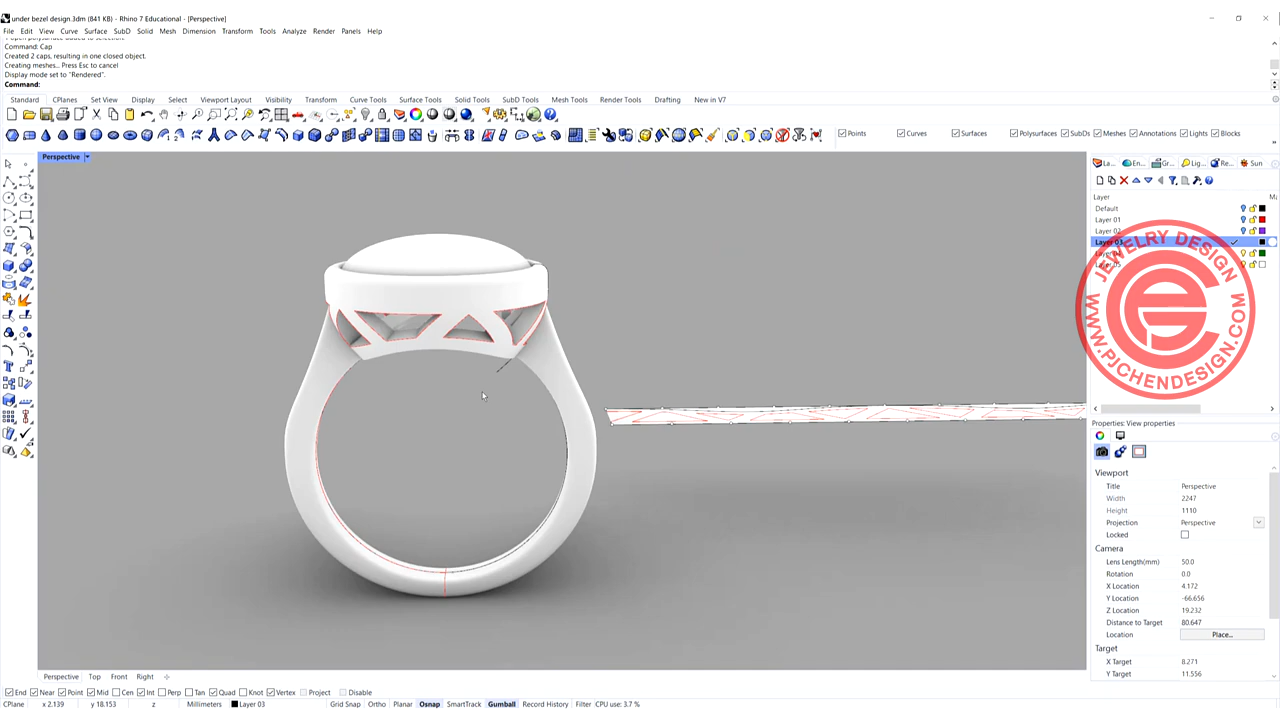 under bezel design.3dm (841 KB) - Rhino 7 Educational - [Perspective]
File Edit View Curve Surface SubD Solid Mesh Dimension Transform Tools Analyze Render Panels Help
Command: Cap
Created 2 caps, resulting in one closed object.
Creating meshes... Press Esc to cancel
Display mode set to "Rendered".
Command:
Standard CPlanes Set View Display Select Viewport Layout Visibility Transform Curve Tools Surface Tools Solid Tools SubD Tools Mesh Tools Render Tools Drafting New in V7
Points Curves Surfaces Polysurfaces SubDs Meshes Annotations Lights Blocks
Perspective
La... En... Gr... Lig... Re... Sun
Layer
Default
Layer 01
Layer 02
Layer 03
JEWELRY DESIGN
WWW.PJCHENDESIGN.COM
Properties: View properties
Viewport
Title Perspective
Width 2247
Height 1110
Projection Perspective
Locked
Camera
Lens Length(mm) 50.0
Rotation 0.0
X Location 4.172
Y Location -66.656
Z Location 19.232
Distance to Target 80.647
Location Place...
Target
X Target 8.271
Y Target 11.556
Perspective Top Front Right
End Near Point Mid Cen Int Perp Tan Quad Knot Vertex Project Disable
CPlane x 2.139 y 18.153 z Millimeters Layer 03 Grid Snap Ortho Planar Osnap SmartTrack Gumball Record History Filter CPU use: 3.7 %